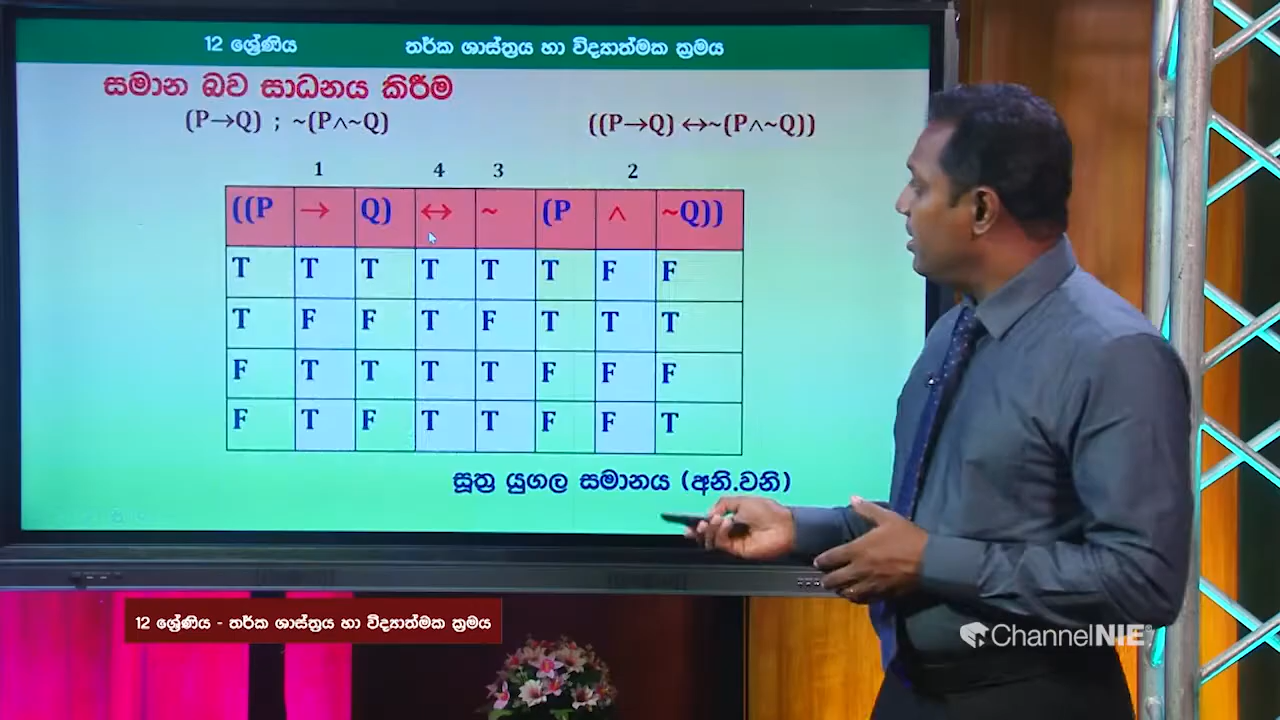 12 ශ්‍රේණිය තර්ක ශාස්ත්‍රය හා විද්‍යාත්මක ක්‍රමය
සමාන බව සාධනය කිරීම
(P→Q) ; ~(P∧~Q) ((P→Q) ↔~(P∧~Q))
1 4 3 2
((P → Q) ↔ ~ (P ∧ ~Q))
T T T T T T F F
T F F T F T T T
F T T T T F F F
F T F T T F F T
සූත්‍ර යුගල සමානය (අනි.වනි)
12 ශ්‍රේණිය - තර්ක ශාස්ත්‍රය හා විද්‍යාත්මක ක්‍රමය
ChannelNIE